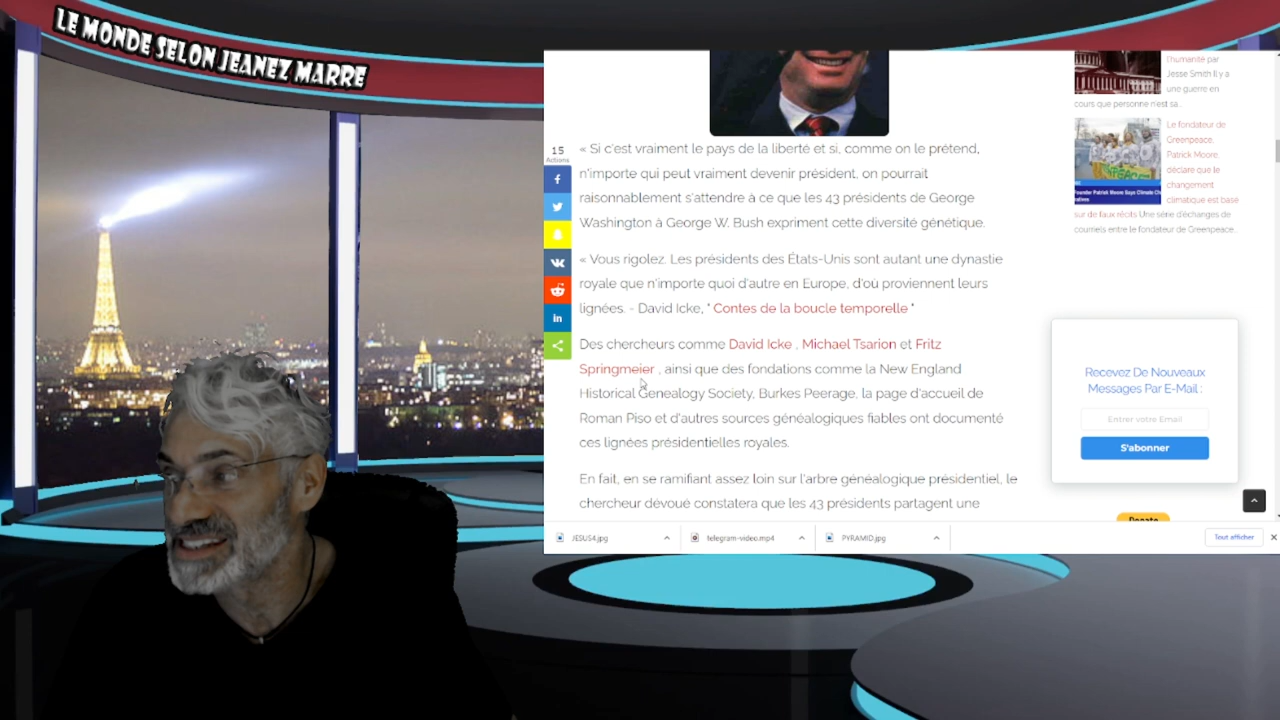 LE MONDE SELON JEANEZ MARRE
15
Actions
« Si c'est vraiment le pays de la liberté et si, comme on le prétend,
n'importe qui peut vraiment devenir président, on pourrait
raisonnablement s'attendre à ce que les 43 présidents de George
Washington à George W. Bush expriment cette diversité génétique.
« Vous rigolez. Les présidents des États-Unis sont autant une dynastie
royale que n'importe quoi d'autre en Europe, d'où proviennent leurs
lignées. - David Icke, " Contes de la boucle temporelle "
Des chercheurs comme David Icke , Michael Tsarion et Fritz
Springmeier , ainsi que des fondations comme la New England
Historical Genealogy Society, Burkes Peerage, la page d'accueil de
Roman Piso et d'autres sources généalogiques fiables ont documenté
ces lignées présidentielles royales.
En fait, en se ramifiant assez loin sur l'arbre généalogique présidentiel, le
chercheur dévoué constatera que les 43 présidents partagent une
l'humanité par
Jesse Smith Il y a
une guerre en
cours que personne n'est sa...
Le fondateur de
Greenpeace,
Patrick Moore,
déclare que le
changement
climatique est basé
sur de faux récits Une série d'échanges de
courriels entre le fondateur de Greenpeace,
Founder Patrick Moore Says Climate
Recevez De Nouveaux
Messages Par E-Mail :
Entrer votre Email
S'abonner
Donate
JESUS4.jpg
telegram-video.mp4
PYRAMID.jpg
Tout afficher